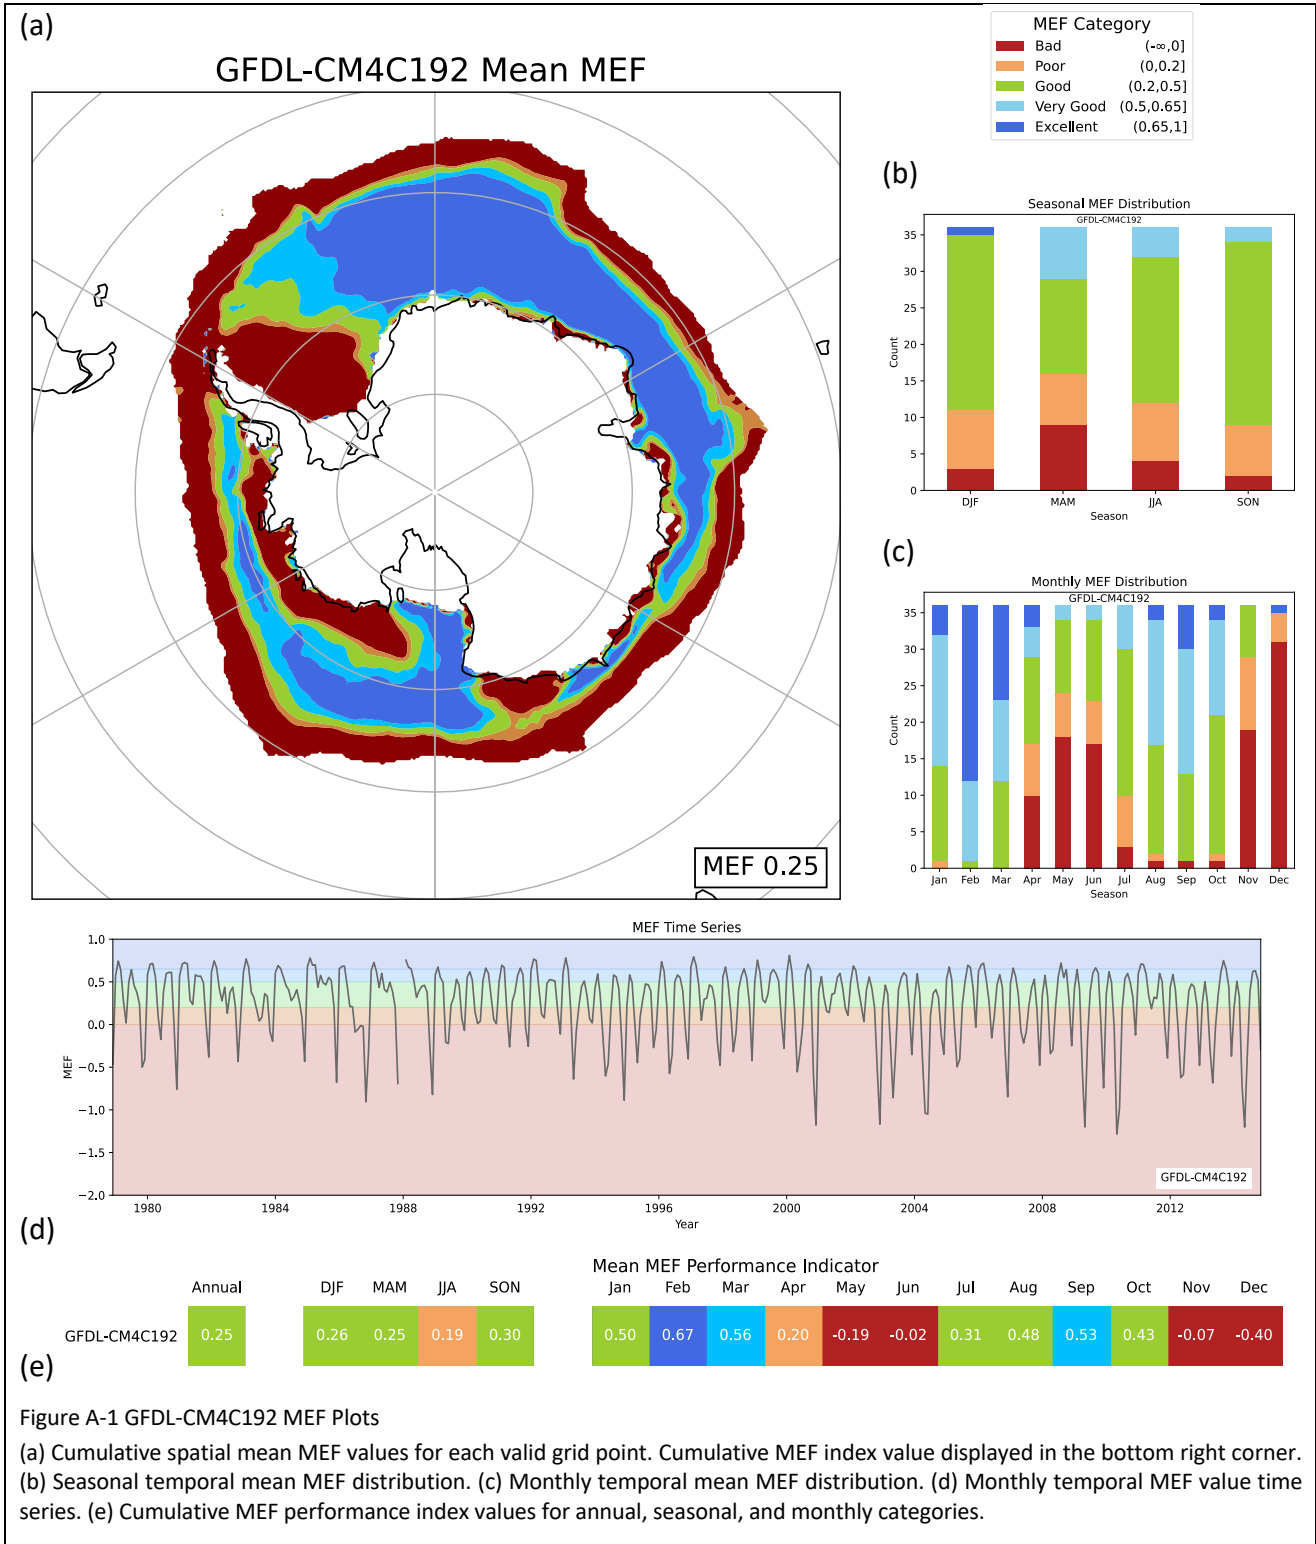 (a)
GFDL-CM4C192 Mean MEF
MEF Category
Bad (-∞,0]
Poor (0,0.2]
Good (0.2,0.5]
Very Good (0.5,0.65]
Excellent (0.65,1]
MEF 0.25
(b)
Seasonal MEF Distribution
GFDL-CM4C192
35
30
25
20
15
10
5
0
Count
DJF MAM JJA SON
Season
(c)
Monthly MEF Distribution
GFDL-CM4C192
35
30
25
20
15
10
5
0
Count
Jan Feb Mar Apr May Jun Jul Aug Sep Oct Nov Dec
Season
MEF Time Series
1.0
0.5
0.0
−0.5
−1.0
−1.5
−2.0
MEF
GFDL-CM4C192
1980 1984 1988 1992 1996 2000 2004 2008 2012
Year
(d)
Mean MEF Performance Indicator
Annual DJF MAM JJA SON Jan Feb Mar Apr May Jun Jul Aug Sep Oct Nov Dec
GFDL-CM4C192 0.25 0.26 0.25 0.19 0.30 0.50 0.67 0.56 0.20 -0.19 -0.02 0.31 0.48 0.53 0.43 -0.07 -0.40
(e)
Figure A-1 GFDL-CM4C192 MEF Plots
(a) Cumulative spatial mean MEF values for each valid grid point. Cumulative MEF index value displayed in the bottom right corner.
(b) Seasonal temporal mean MEF distribution. (c) Monthly temporal mean MEF distribution. (d) Monthly temporal MEF value time
series. (e) Cumulative MEF performance index values for annual, seasonal, and monthly categories.